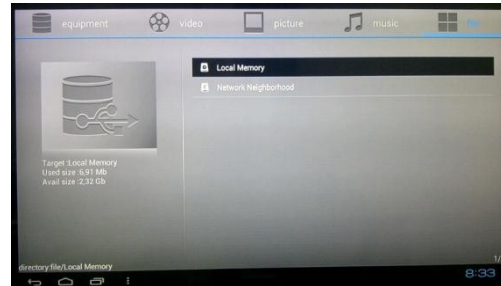 equipment
video
picture
music
Local Memory
Network Neighborhood
Target :Local Memory
Used size :6,91 Mb
Avail size :2,32 Gb
directory:file/Local Memory
1/
8:33